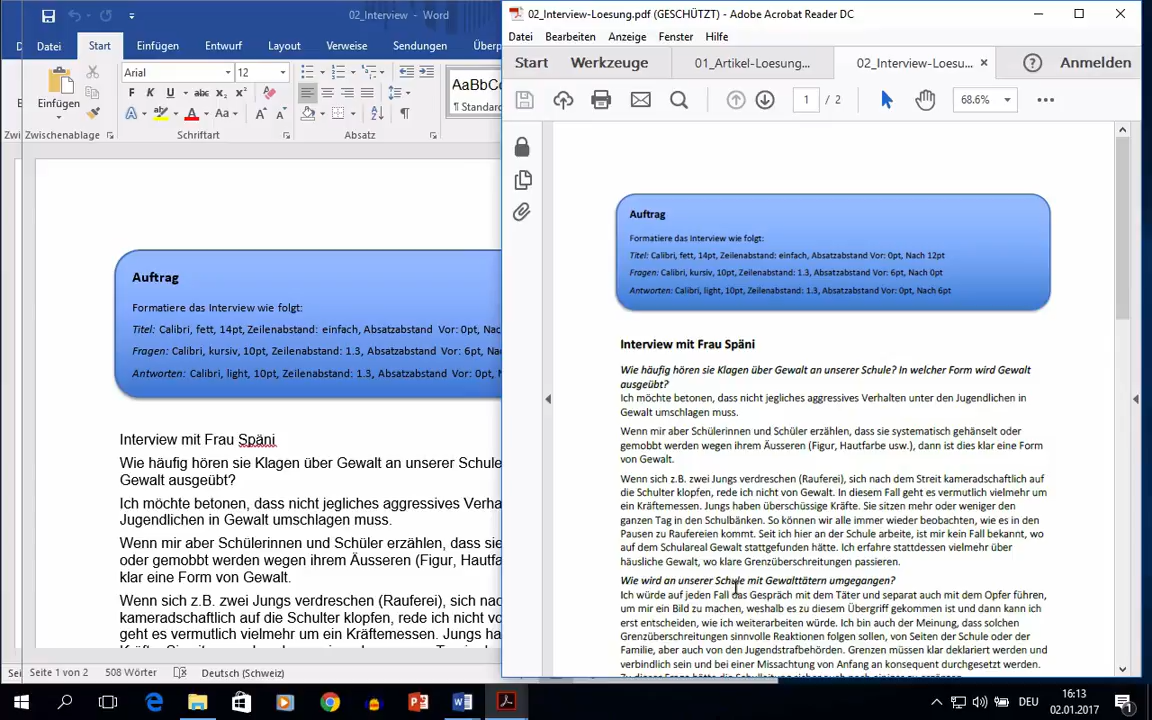 02_Interview - Word
Datei
Start
Einfügen
Entwurf
Layout
Verweise
Sendungen
Überp
Einfügen
Arial
12
F K U abc x₂ x²
Aa
AaBbC
¶ Standard
Zwi
Zwischenablage
Schriftart
Absatz
Auftrag
Formatiere das Interview wie folgt:
Titel: Calibri, fett, 14pt, Zeilenabstand: einfach, Absatzabstand Vor: 0pt, Nac
Fragen: Calibri, kursiv, 10pt, Zeilenabstand: 1.3, Absatzabstand Vor: 6pt, Na
Antworten: Calibri, light, 10pt, Zeilenabstand: 1.3, Absatzabstand Vor: 0pt, N
Interview mit Frau Späni
Wie häufig hören sie Klagen über Gewalt an unserer Schule
Gewalt ausgeübt?
Ich möchte betonen, dass nicht jegliches aggressives Verha
Jugendlichen in Gewalt umschlagen muss.
Wenn mir aber Schülerinnen und Schüler erzählen, dass sie
oder gemobbt werden wegen ihrem Äusseren (Figur, Hautfa
klar eine Form von Gewalt.
Wenn sich z.B. zwei Jungs verdreschen (Rauferei), sich nac
kameradschaftlich auf die Schulter klopfen, rede ich nicht vo
geht es vermutlich vielmehr um ein Kräftemessen. Jungs ha
Sei
Seite 1 von 2
508 Wörter
Deutsch (Schweiz)
02_Interview-Loesung.pdf (GESCHÜTZT) - Adobe Acrobat Reader DC
Datei Bearbeiten Anzeige Fenster Hilfe
Start
Werkzeuge
01_Artikel-Loesung...
02_Interview-Loesu...
Anmelden
1 / 2
68.6%
Auftrag
Formatiere das Interview wie folgt:
Titel: Calibri, fett, 14pt, Zeilenabstand: einfach, Absatzabstand Vor: 0pt, Nach 12pt
Fragen: Calibri, kursiv, 10pt, Zeilenabstand: 1.3, Absatzabstand Vor: 6pt, Nach 0pt
Antworten: Calibri, light, 10pt, Zeilenabstand: 1.3, Absatzabstand Vor: 0pt, Nach 6pt
Interview mit Frau Späni
Wie häufig hören sie Klagen über Gewalt an unserer Schule? In welcher Form wird Gewalt
ausgeübt?
Ich möchte betonen, dass nicht jegliches aggressives Verhalten unter den Jugendlichen in
Gewalt umschlagen muss.
Wenn mir aber Schülerinnen und Schüler erzählen, dass sie systematisch gehänselt oder
gemobbt werden wegen ihrem Äusseren (Figur, Hautfarbe usw.), dann ist dies klar eine Form
von Gewalt.
Wenn sich z.B. zwei Jungs verdreschen (Rauferei), sich nach dem Streit kameradschaftlich auf
die Schulter klopfen, rede ich nicht von Gewalt. In diesem Fall geht es vermutlich vielmehr um
ein Kräftemessen. Jungs haben überschüssige Kräfte. Sie sitzen mehr oder weniger den
ganzen Tag in den Schulbänken. So können wir alle immer wieder beobachten, wie es in den
Pausen zu Raufereien kommt. Seit ich hier an der Schule arbeite, ist mir kein Fall bekannt, wo
auf dem Schulareal Gewalt stattgefunden hätte. Ich erfahre stattdessen vielmehr über
häusliche Gewalt, wo klare Grenzüberschreitungen passieren.
Wie wird an unserer Schule mit Gewalttätern umgegangen?
Ich würde auf jeden Fall das Gespräch mit dem Täter und separat auch mit dem Opfer führen,
um mir ein Bild zu machen, weshalb es zu diesem Übergriff gekommen ist und dann kann ich
erst entscheiden, wie ich weiterarbeiten würde. Ich bin auch der Meinung, dass solchen
Grenzüberschreitungen sinnvolle Reaktionen folgen sollen, von Seiten der Schule oder der
Familie, aber auch von den Jugendstrafbehörden. Grenzen müssen klar deklariert werden und
verbindlich sein und bei einer Missachtung von Anfang an konsequent durchgesetzt werden.
DEU
16:13
02.01.2017
1